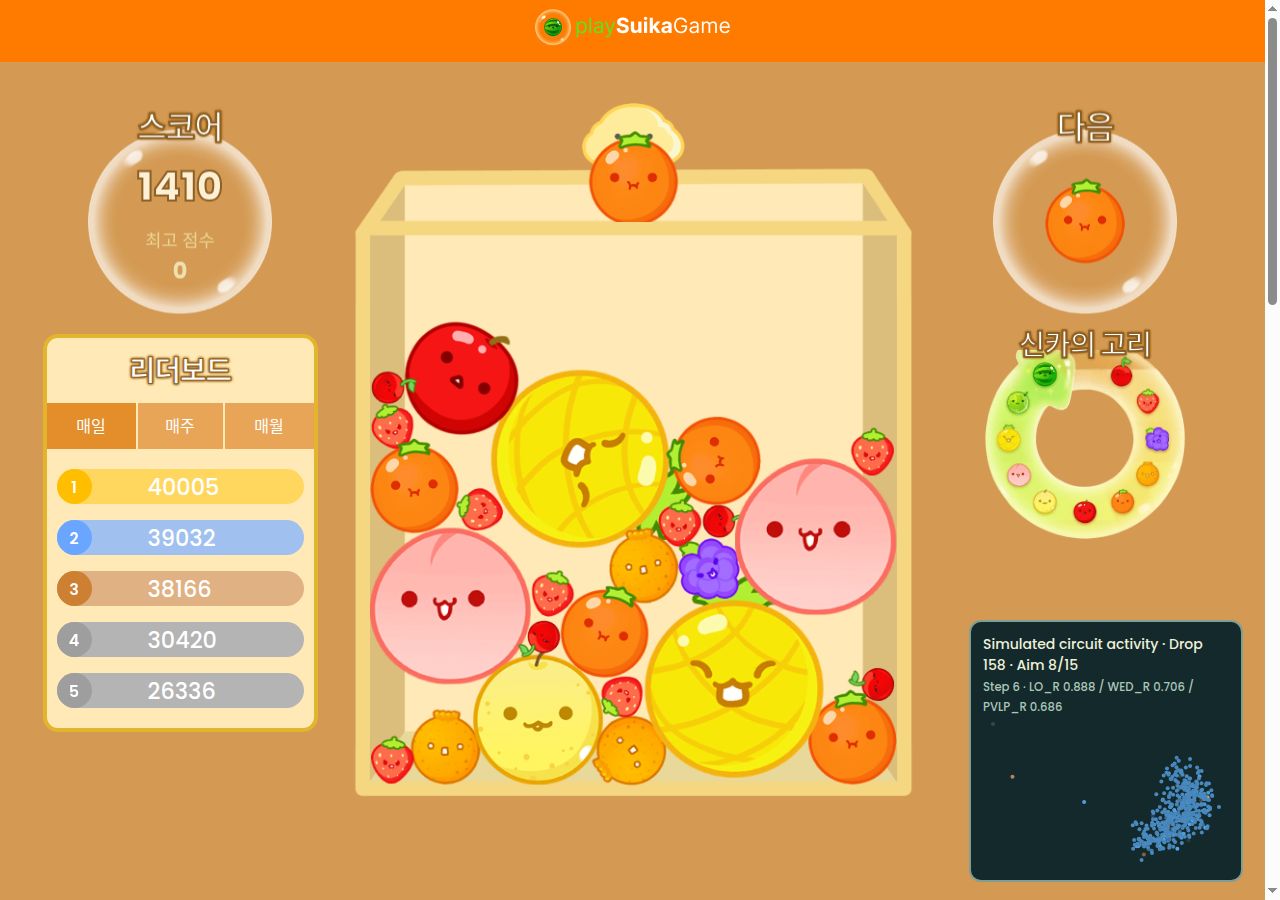 playSuikaGame
스코어
1410
최고 점수
0
리더보드
매일 매주 매월
1 40005
2 39032
3 38166
4 30420
5 26336
다음
신카의 고리
Simulated circuit activity · Drop
158 · Aim 8/15
Step 6 · LO_R 0.888 / WED_R 0.706 /
PVLP_R 0.686